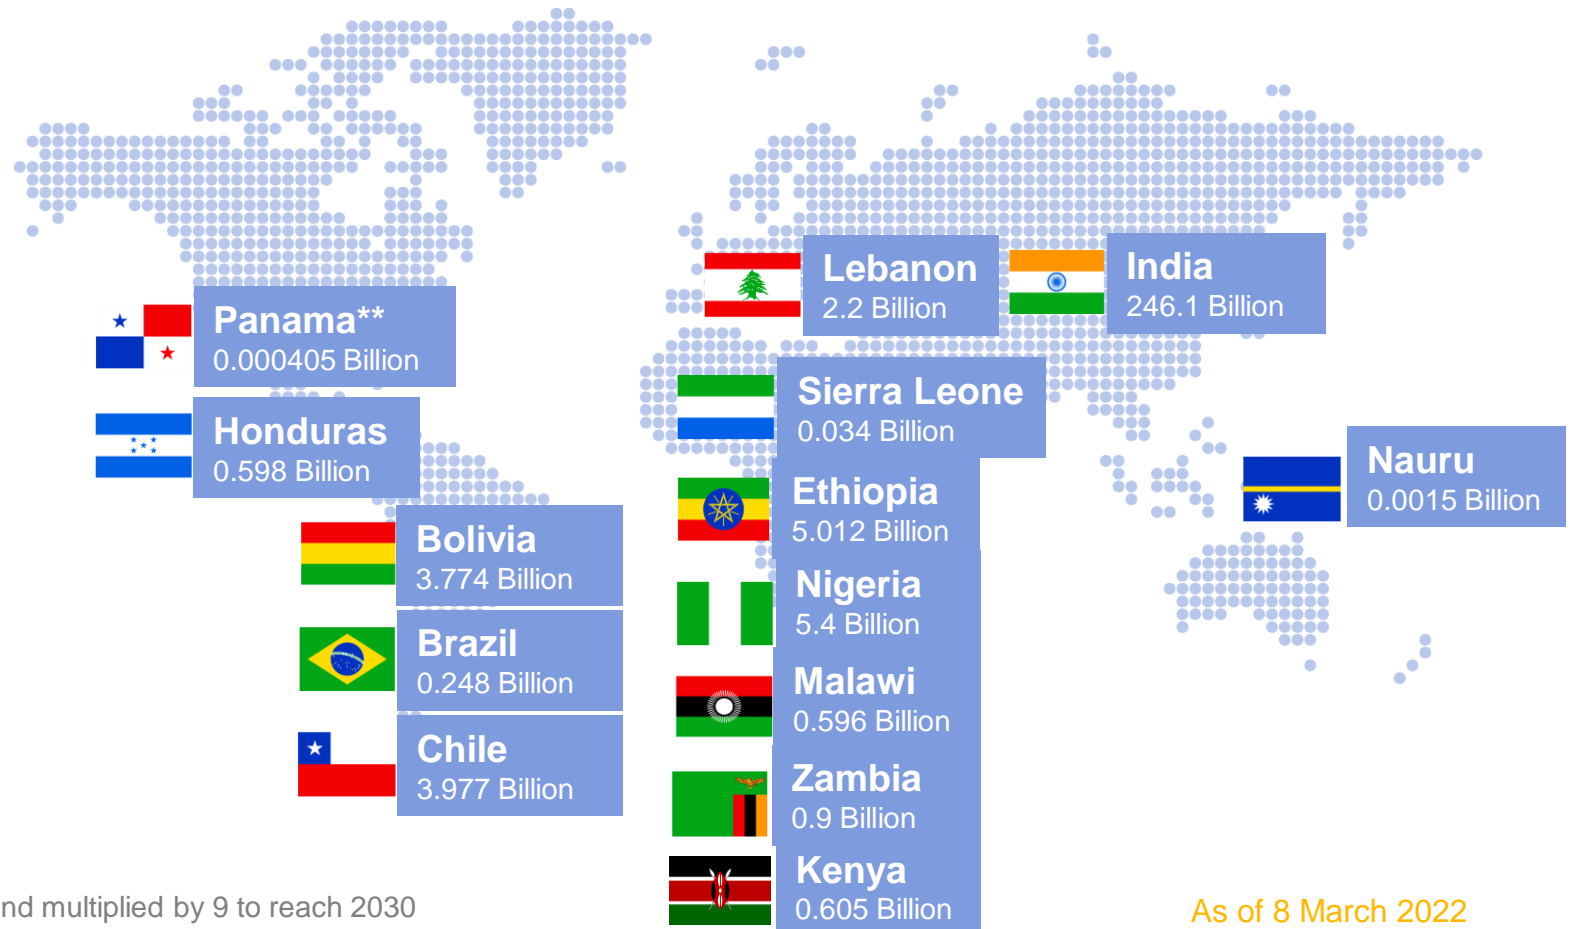 Lebanon
2.2 Billion
India
246.1 Billion
Panama**
0.000405 Billion
Sierra Leone
0.034 Billion
Honduras
0.598 Billion
Nauru
0.0015 Billion
Ethiopia
5.012 Billion
Bolivia
3.774 Billion
Nigeria
5.4 Billion
Brazil
0.248 Billion
Malawi
0.596 Billion
Chile
3.977 Billion
Zambia
0.9 Billion
Kenya
0.605 Billion
nd multiplied by 9 to reach 2030
As of 8 March 2022